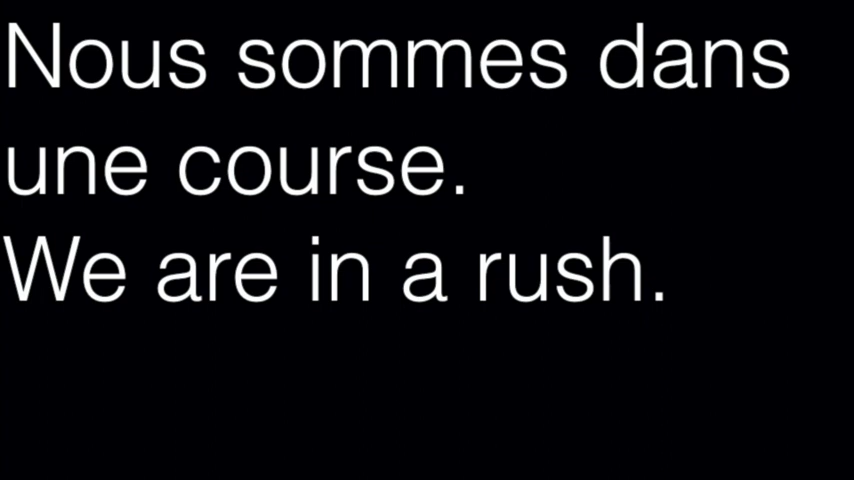 Nous sommes dans
une course.
We are in a rush.